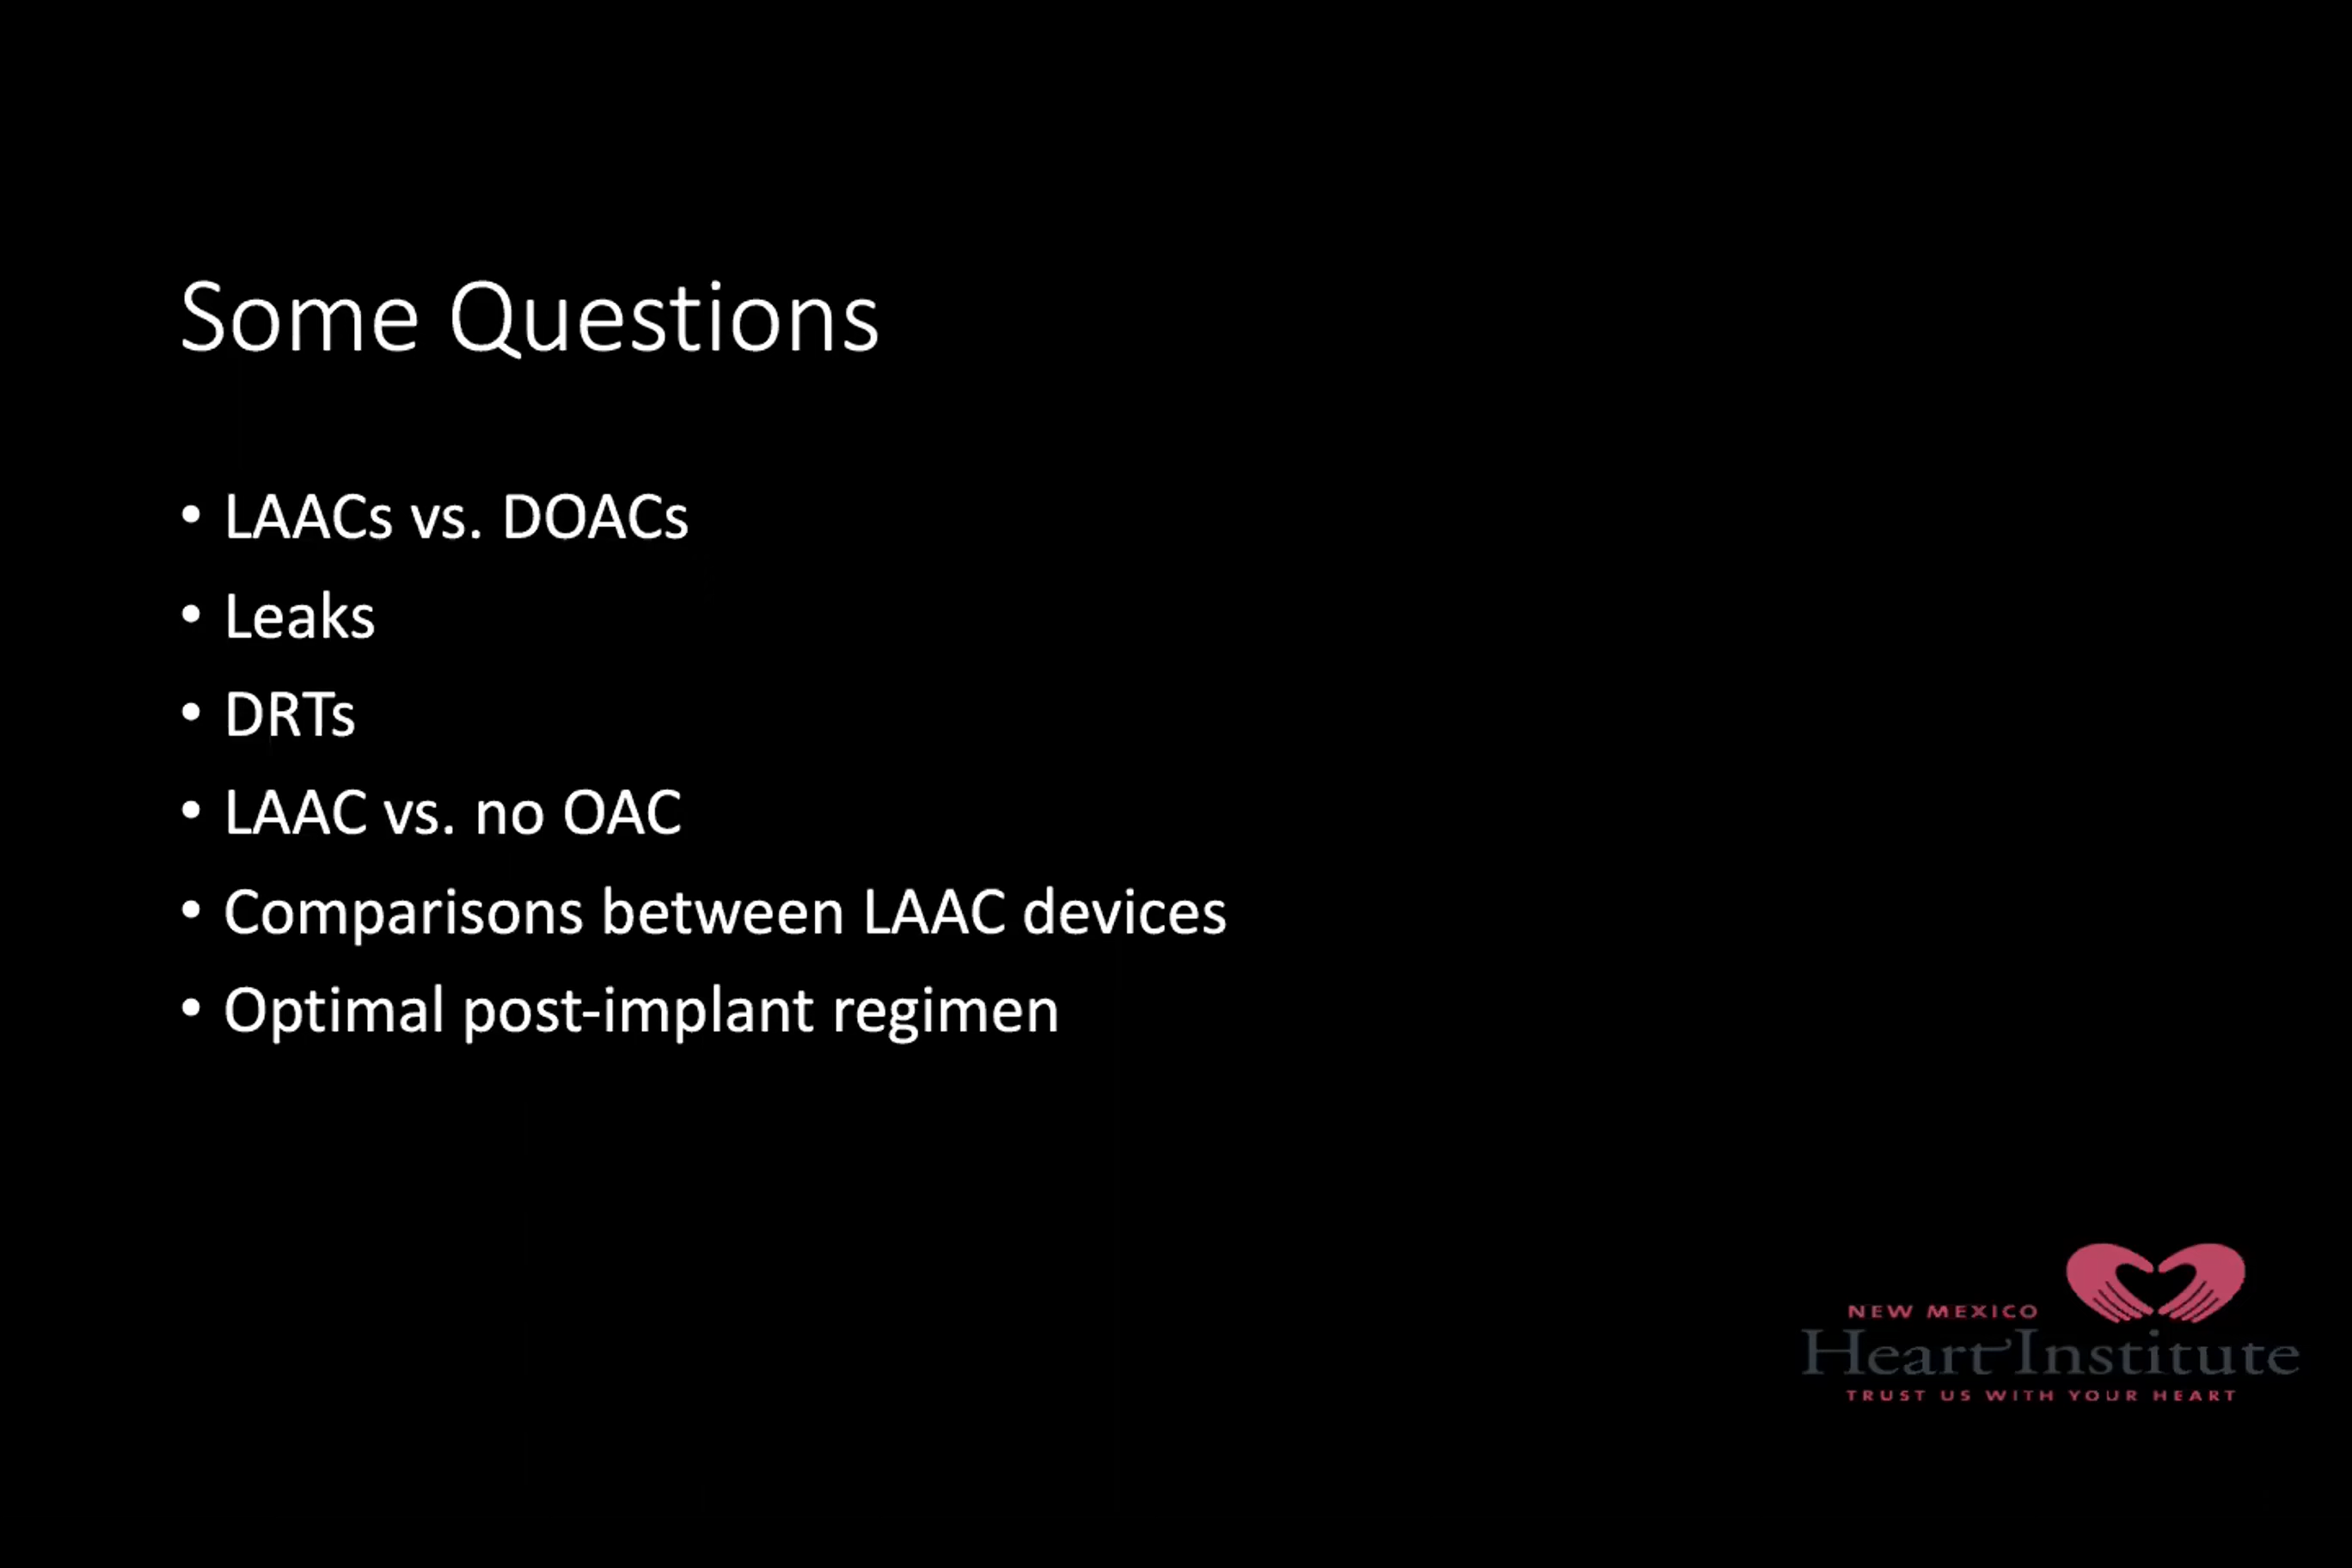 Some Questions
• LAACs vs. DOACs
• Leaks
• DRTs
• LAAC vs. no OAC
• Comparisons between LAAC devices
• Optimal post-implant regimen
NEW MEXICO
Heart Institute
TRUST US WITH YOUR HEART